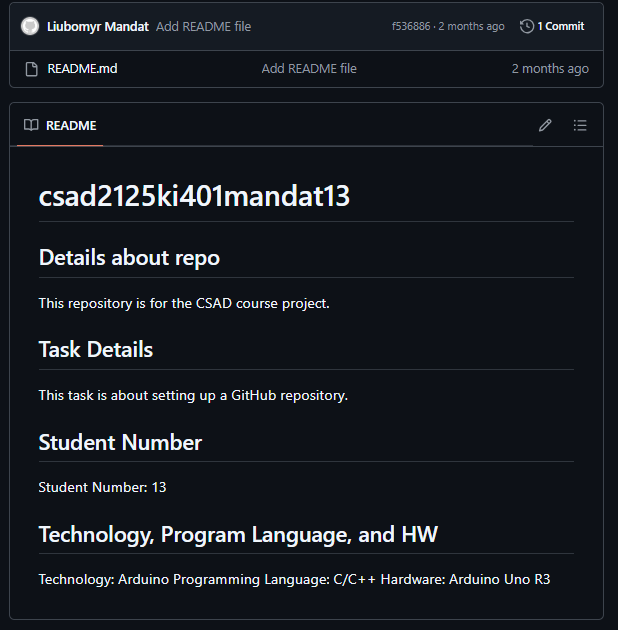 Liubomyr Mandat Add README file f536886 · 2 months ago 1 Commit
README.md Add README file 2 months ago
README
csad2125ki401mandat13
Details about repo
This repository is for the CSAD course project.
Task Details
This task is about setting up a GitHub repository.
Student Number
Student Number: 13
Technology, Program Language, and HW
Technology: Arduino Programming Language: C/C++ Hardware: Arduino Uno R3